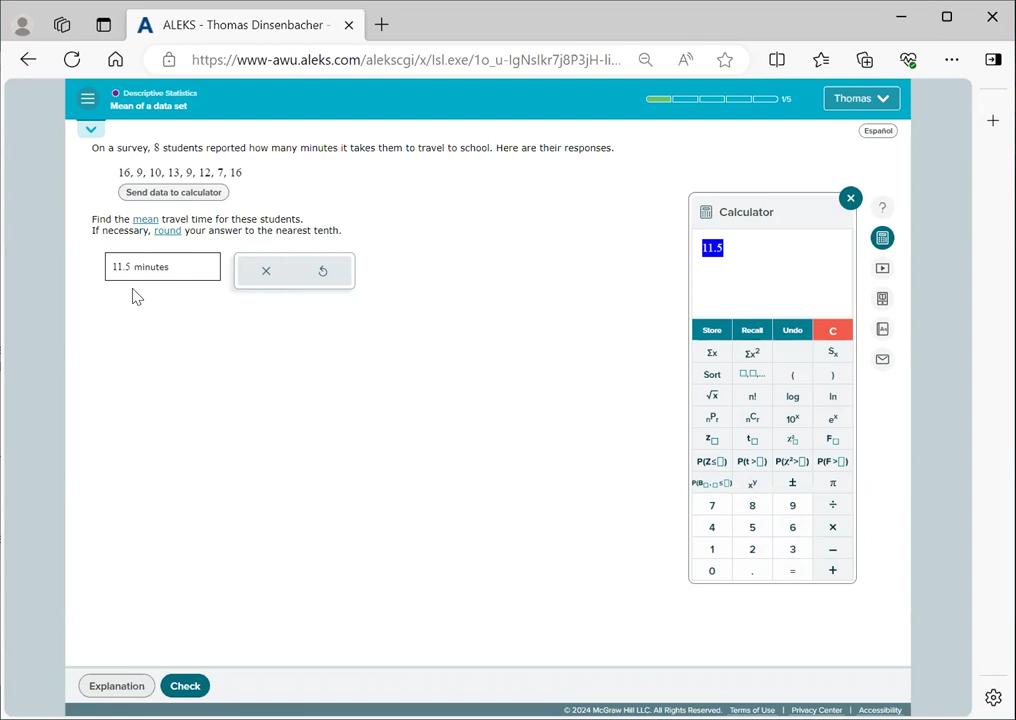 ALEKS - Thomas Dinsenbacher -
https://www-awu.aleks.com/alekscgi/x/Isl.exe/1o_u-IgNsIkr7j8P3jH-Ii...
Descriptive Statistics
Mean of a data set
1/5
Thomas
Español
On a survey, 8 students reported how many minutes it takes them to travel to school. Here are their responses.
16, 9, 10, 13, 9, 12, 7, 16
Send data to calculator
Find the mean travel time for these students.
If necessary, round your answer to the nearest tenth.
11.5 minutes
× ↺
Calculator
×
?
11.5
Store Recall Undo C
Σx Σx² Sx
Sort □,□,... ( )
√x n! log ln
nPr nCr 10ˣ eˣ
z□ t□ χ²□ F□
P(Z≤□) P(t >□) P(χ²>□) P(F>□)
P(B□,□≤□) xʸ ± π
7 8 9 ÷
4 5 6 ×
1 2 3 −
0 . = +
Explanation Check
© 2024 McGraw Hill LLC. All Rights Reserved. Terms of Use | Privacy Center | Accessibility